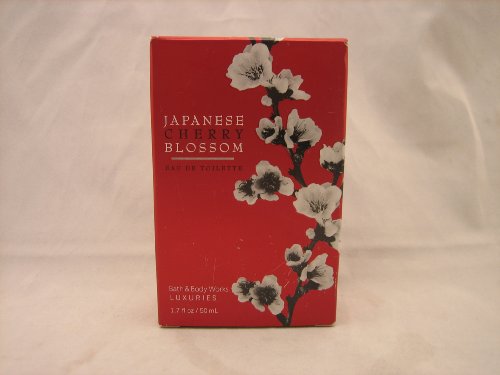 JAPANESE
CHERRY
BLOSSOM
EAU DE TOILETTE
Bath & Body Works
LUXURIES
1.7 fl oz / 50 mL